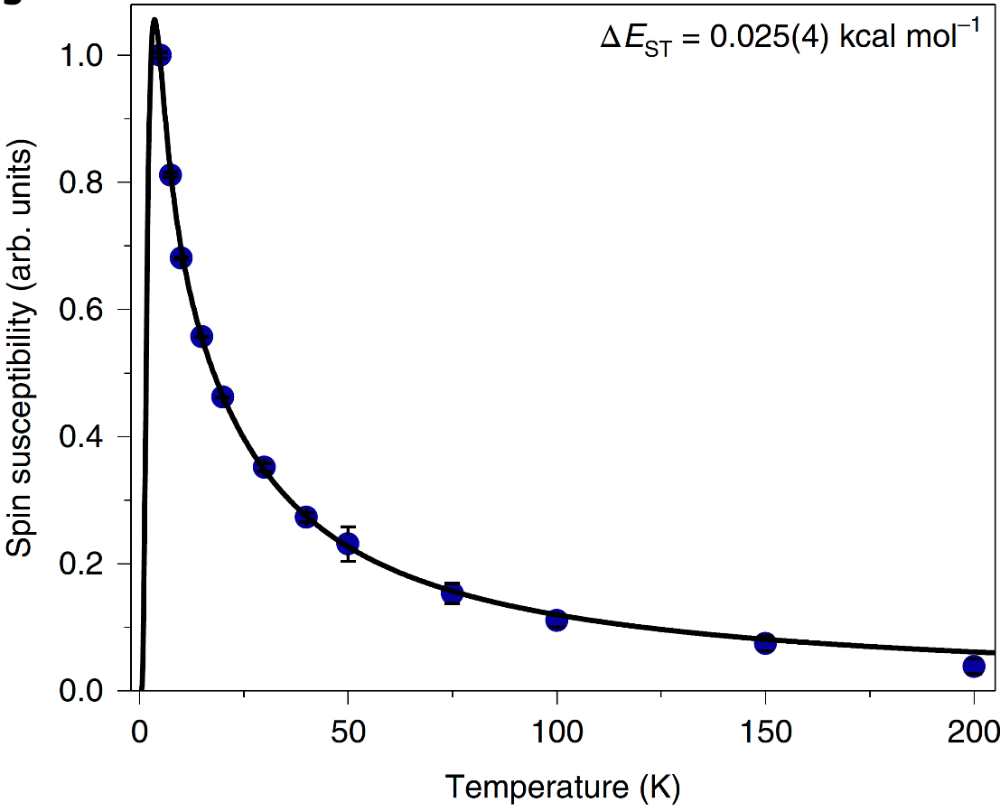 ΔE_ST = 0.025(4) kcal mol⁻¹
Spin susceptibility (arb. units)
1.0
0.8
0.6
0.4
0.2
0.0
0 50 100 150 200
Temperature (K)